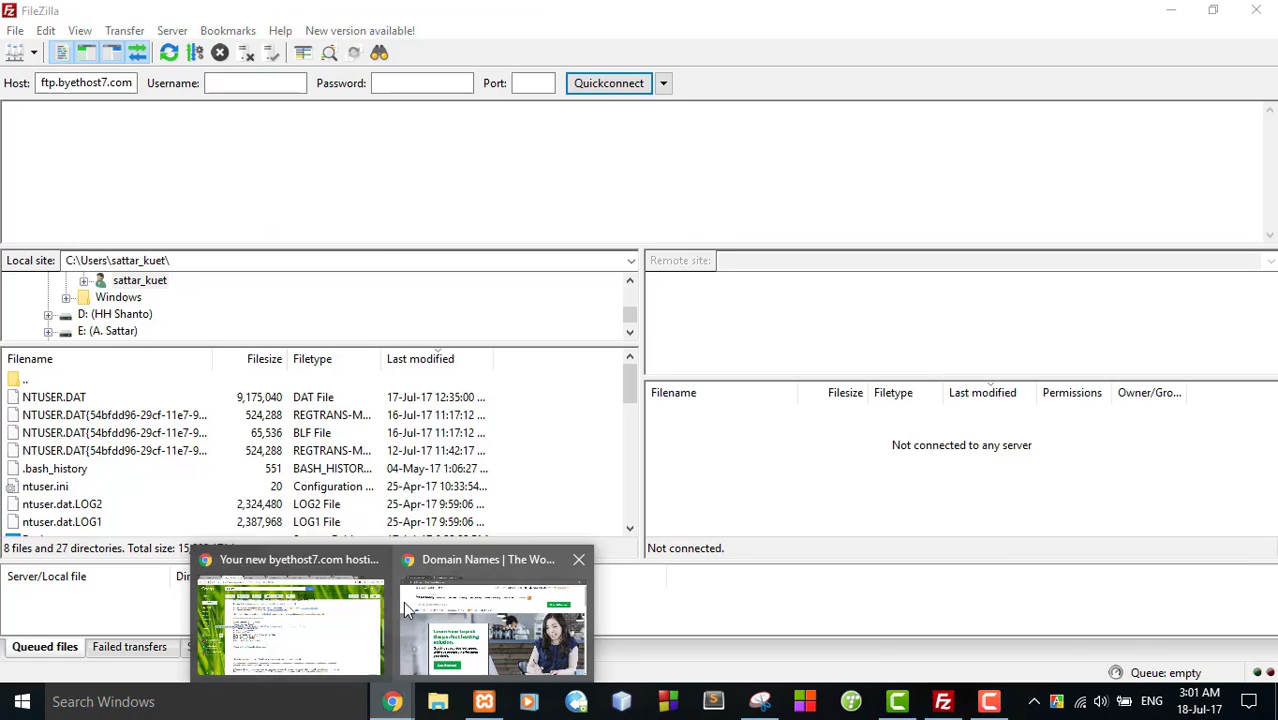 FileZilla
File Edit View Transfer Server Bookmarks Help New version available!
Host: ftp.byethost7.com Username: Password: Port: Quickconnect
Local site: C:\Users\sattar_kuet\
Remote site:
sattar_kuet
Windows
D: (HH Shanto)
E: (A. Sattar)
Filename Filesize Filetype Last modified
..
NTUSER.DAT 9,175,040 DAT File 17-Jul-17 12:35:00 ...
NTUSER.DAT{54bfdd96-29cf-11e7-9... 524,288 REGTRANS-M... 16-Jul-17 11:17:12 ...
NTUSER.DAT{54bfdd96-29cf-11e7-9... 65,536 BLF File 16-Jul-17 11:17:12 ...
NTUSER.DAT{54bfdd96-29cf-11e7-9... 524,288 REGTRANS-M... 12-Jul-17 11:42:17 ...
.bash_history 551 BASH_HISTOR... 04-May-17 1:06:27 ...
ntuser.ini 20 Configuration ... 25-Apr-17 10:33:54...
ntuser.dat.LOG2 2,324,480 LOG2 File 25-Apr-17 9:59:06 ...
ntuser.dat.LOG1 2,387,968 LOG1 File 25-Apr-17 9:59:06 ...
8 files and 27 directories. Total size:
Filename Filesize Filetype Last modified Permissions Owner/Gro...
Not connected to any server
Not connected.
Server/Local file
Your new byethost7.com hosti...
Domain Names | The Wo...
Queued files Failed transfers
Queue: empty
Search Windows
ENG
3:01 AM
18-Jul-17